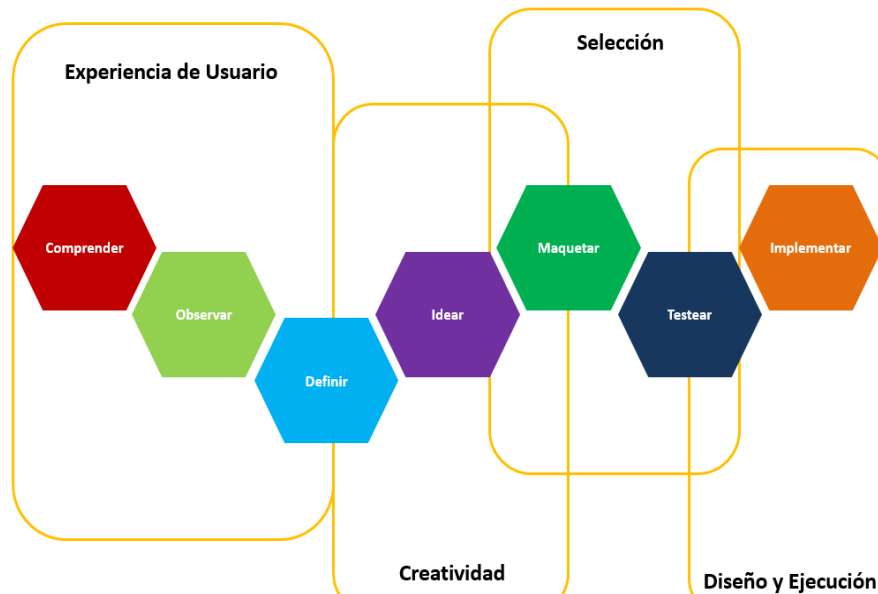 Selección
Experiencia de Usuario
Comprender
Observar
Definir
Idear
Maquetar
Testear
Implementar
Creatividad
Diseño y Ejecución